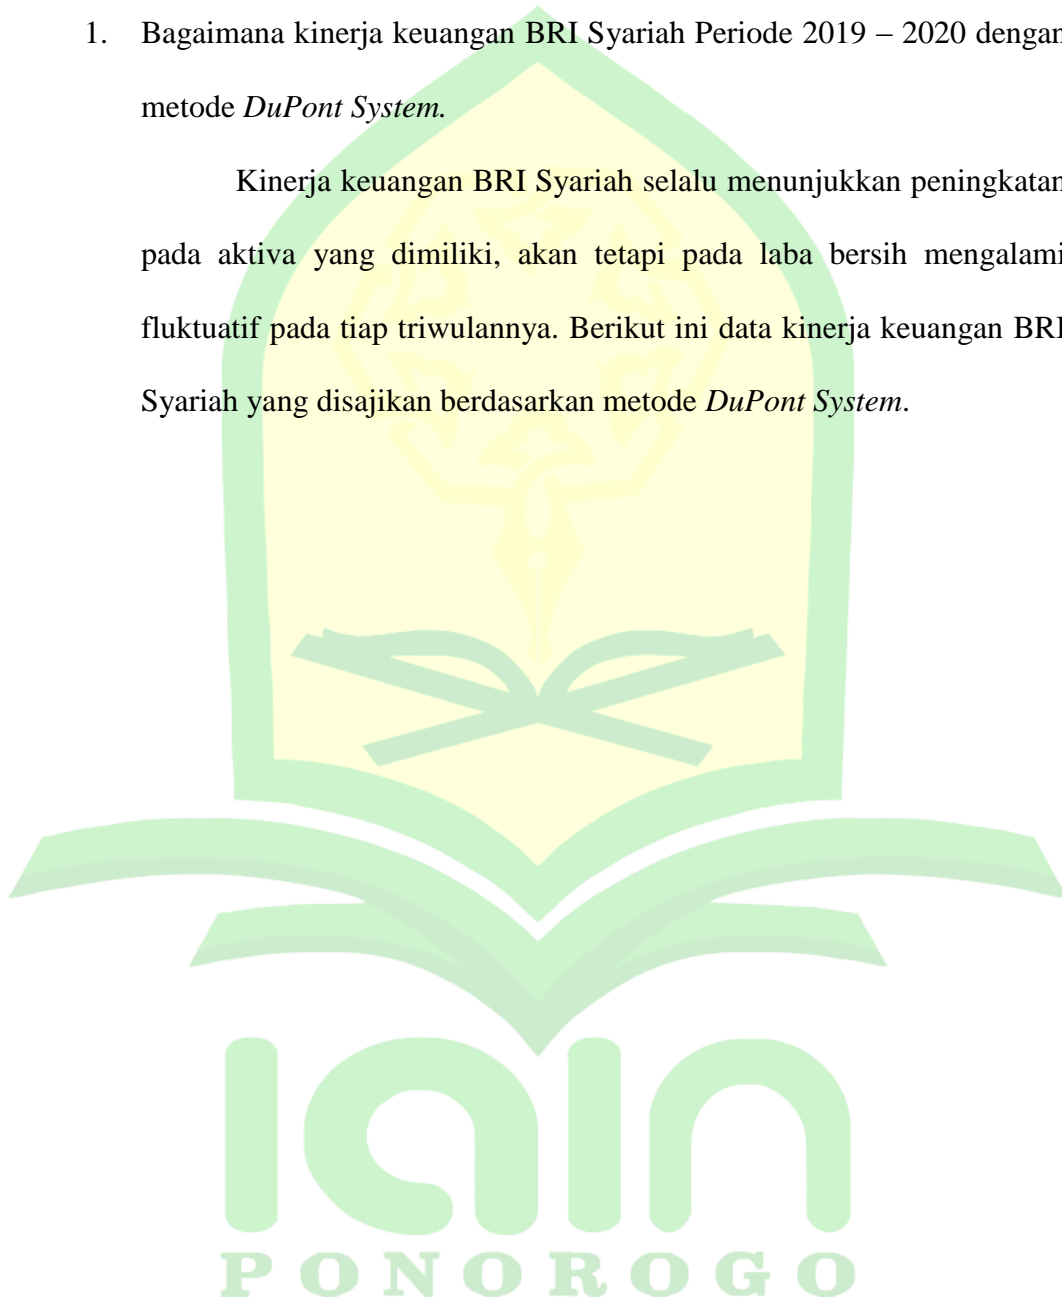 1. Bagaimana kinerja keuangan BRI Syariah Periode 2019 – 2020 dengan
metode DuPont System.
Kinerja keuangan BRI Syariah selalu menunjukkan peningkatan
pada aktiva yang dimiliki, akan tetapi pada laba bersih mengalami
fluktuatif pada tiap triwulannya. Berikut ini data kinerja keuangan BRI
Syariah yang disajikan berdasarkan metode DuPont System.
iain
PONOROGO